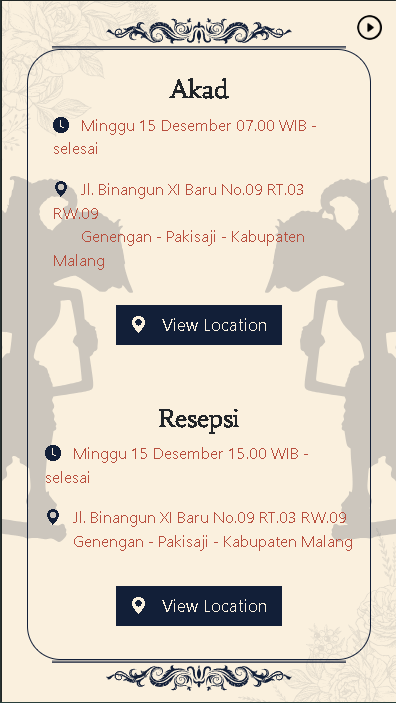 Akad
Minggu 15 Desember 07.00 WIB -
selesai
Jl. Binangun XI Baru No.09 RT.03
RW.09
Genengan - Pakisaji - Kabupaten
Malang
View Location
Resepsi
Minggu 15 Desember 15.00 WIB -
selesai
Jl. Binangun XI Baru No.09 RT.03 RW.09
Genengan - Pakisaji - Kabupaten Malang
View Location